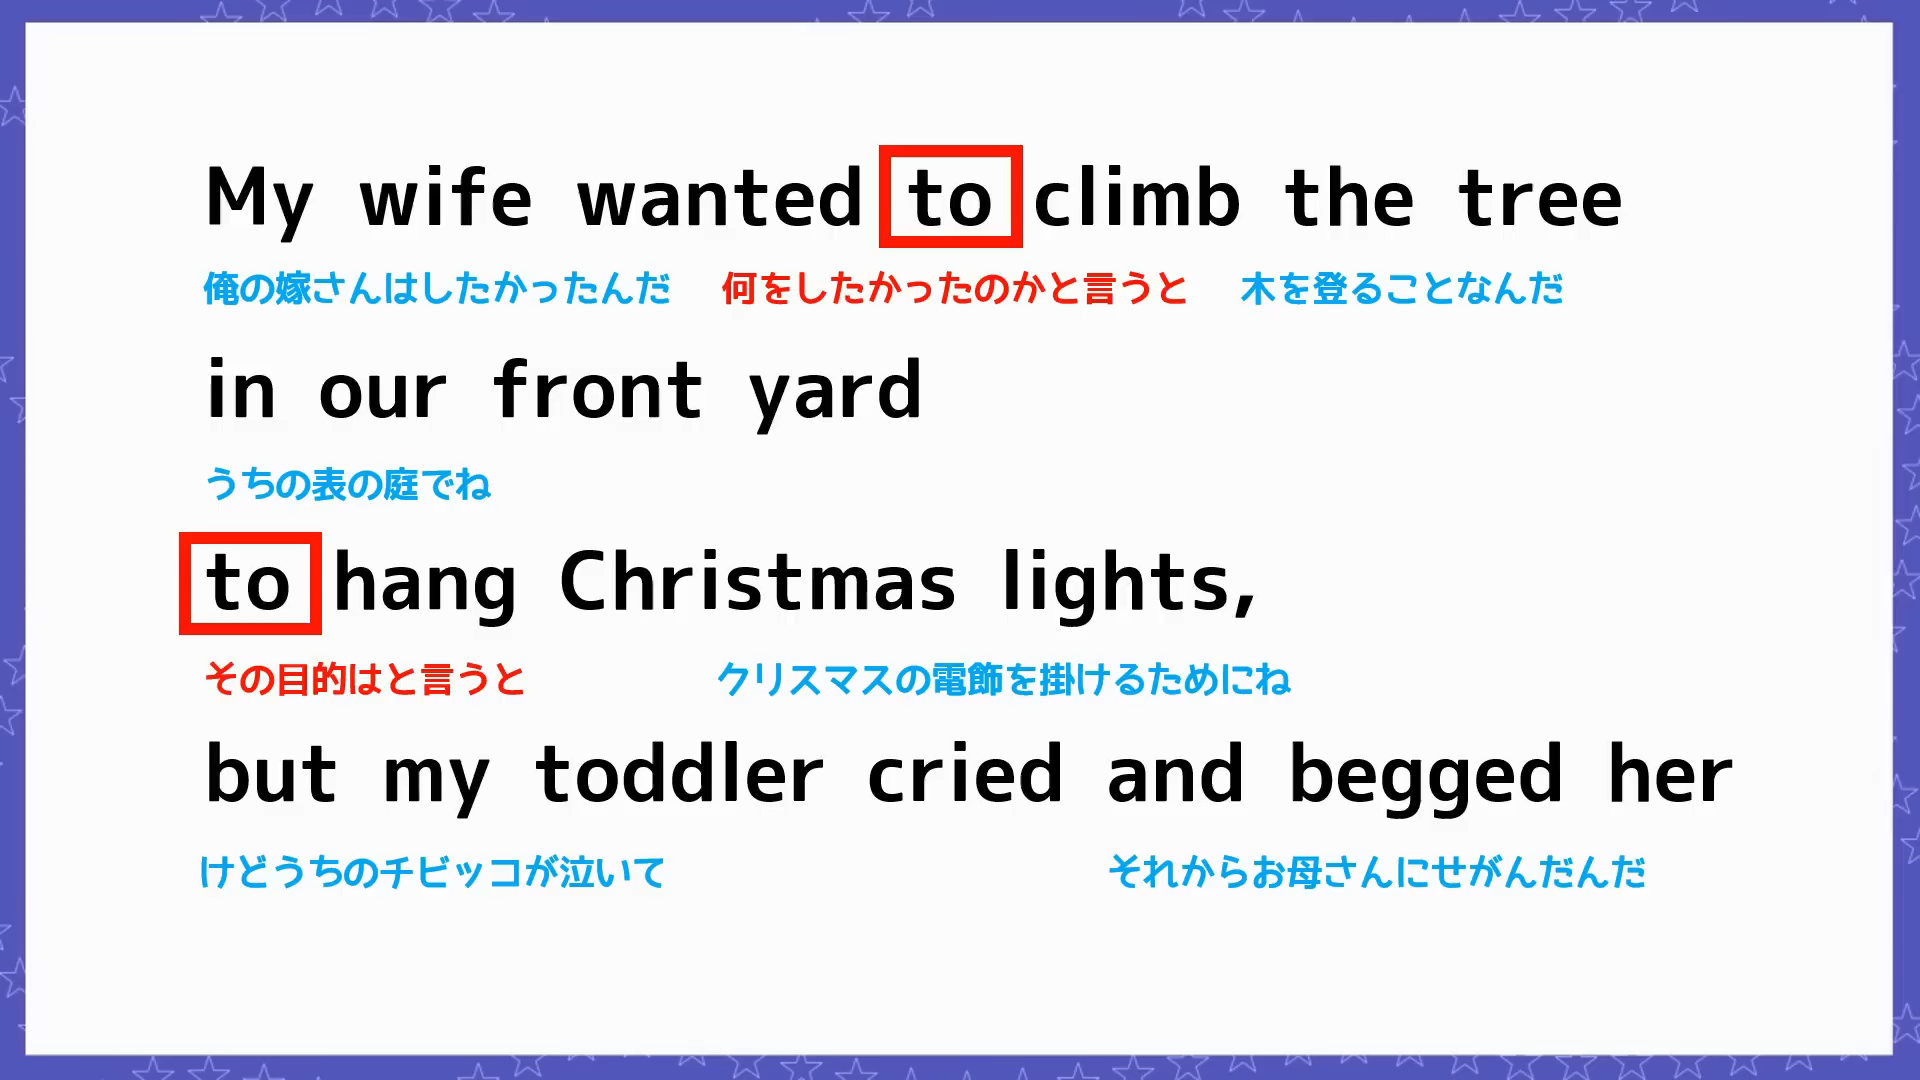 My wife wanted to climb the tree
俺の嫁さんはしたかったんだ 何をしたかったのかと言うと 木を登ることなんだ
in our front yard
うちの表の庭でね
to hang Christmas lights,
その目的はと言うと クリスマスの電飾を掛けるためにね
but my toddler cried and begged her
けどうちのチビッコが泣いて それからお母さんにせがんだんだ